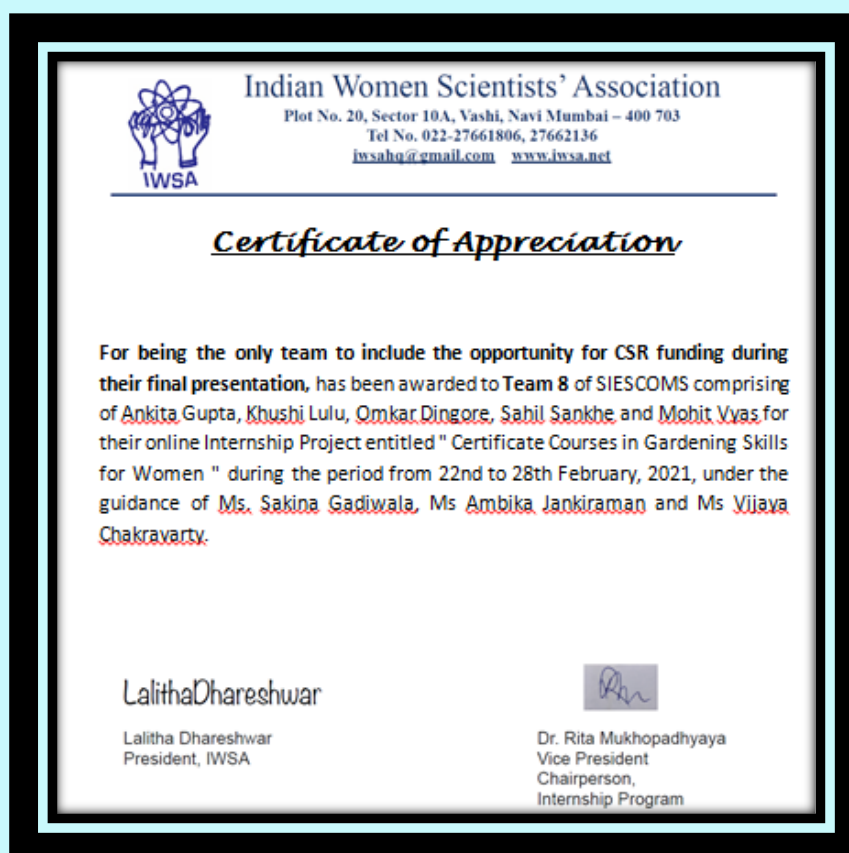 Indian Women Scientists' Association
Plot No. 20, Sector 10A, Vashi, Navi Mumbai – 400 703
Tel No. 022-27661806, 27662136
iwsahq@gmail.com www.iwsa.net
IWSA
Certificate of Appreciation
For being the only team to include the opportunity for CSR funding during
their final presentation, has been awarded to Team 8 of SIESCOMS comprising
of Ankita Gupta, Khushi Lulu, Omkar Dingore, Sahil Sankhe and Mohit Vyas for
their online Internship Project entitled " Certificate Courses in Gardening Skills
for Women " during the period from 22nd to 28th February, 2021, under the
guidance of Ms. Sakina Gadiwala, Ms Ambika Jankiraman and Ms Vijaya
Chakravarty.
LalithaDhareshwar
Lalitha Dhareshwar
President, IWSA
Dr. Rita Mukhopadhyaya
Vice President
Chairperson,
Internship Program